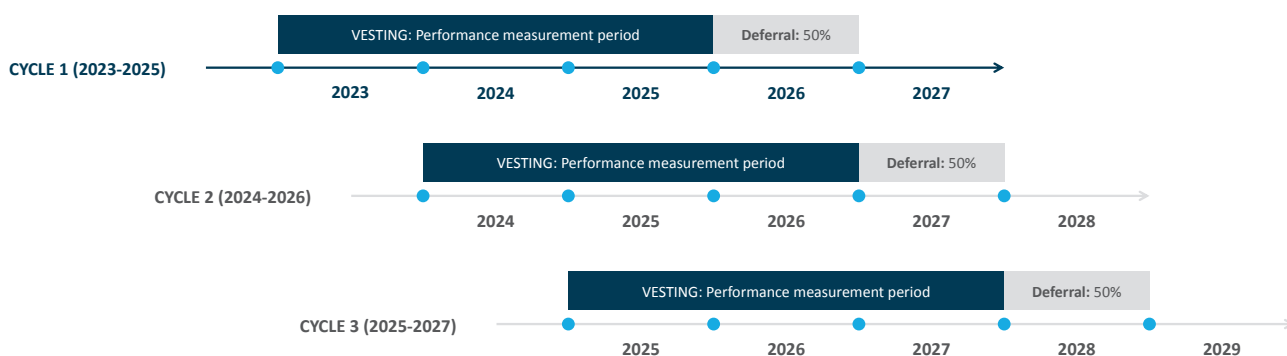 VESTING: Performance measurement period Deferral: 50%
CYCLE 1 (2023-2025)
2023 2024 2025 2026 2027
VESTING: Performance measurement period Deferral: 50%
CYCLE 2 (2024-2026)
2024 2025 2026 2027 2028
VESTING: Performance measurement period Deferral: 50%
CYCLE 3 (2025-2027)
2025 2026 2027 2028 2029